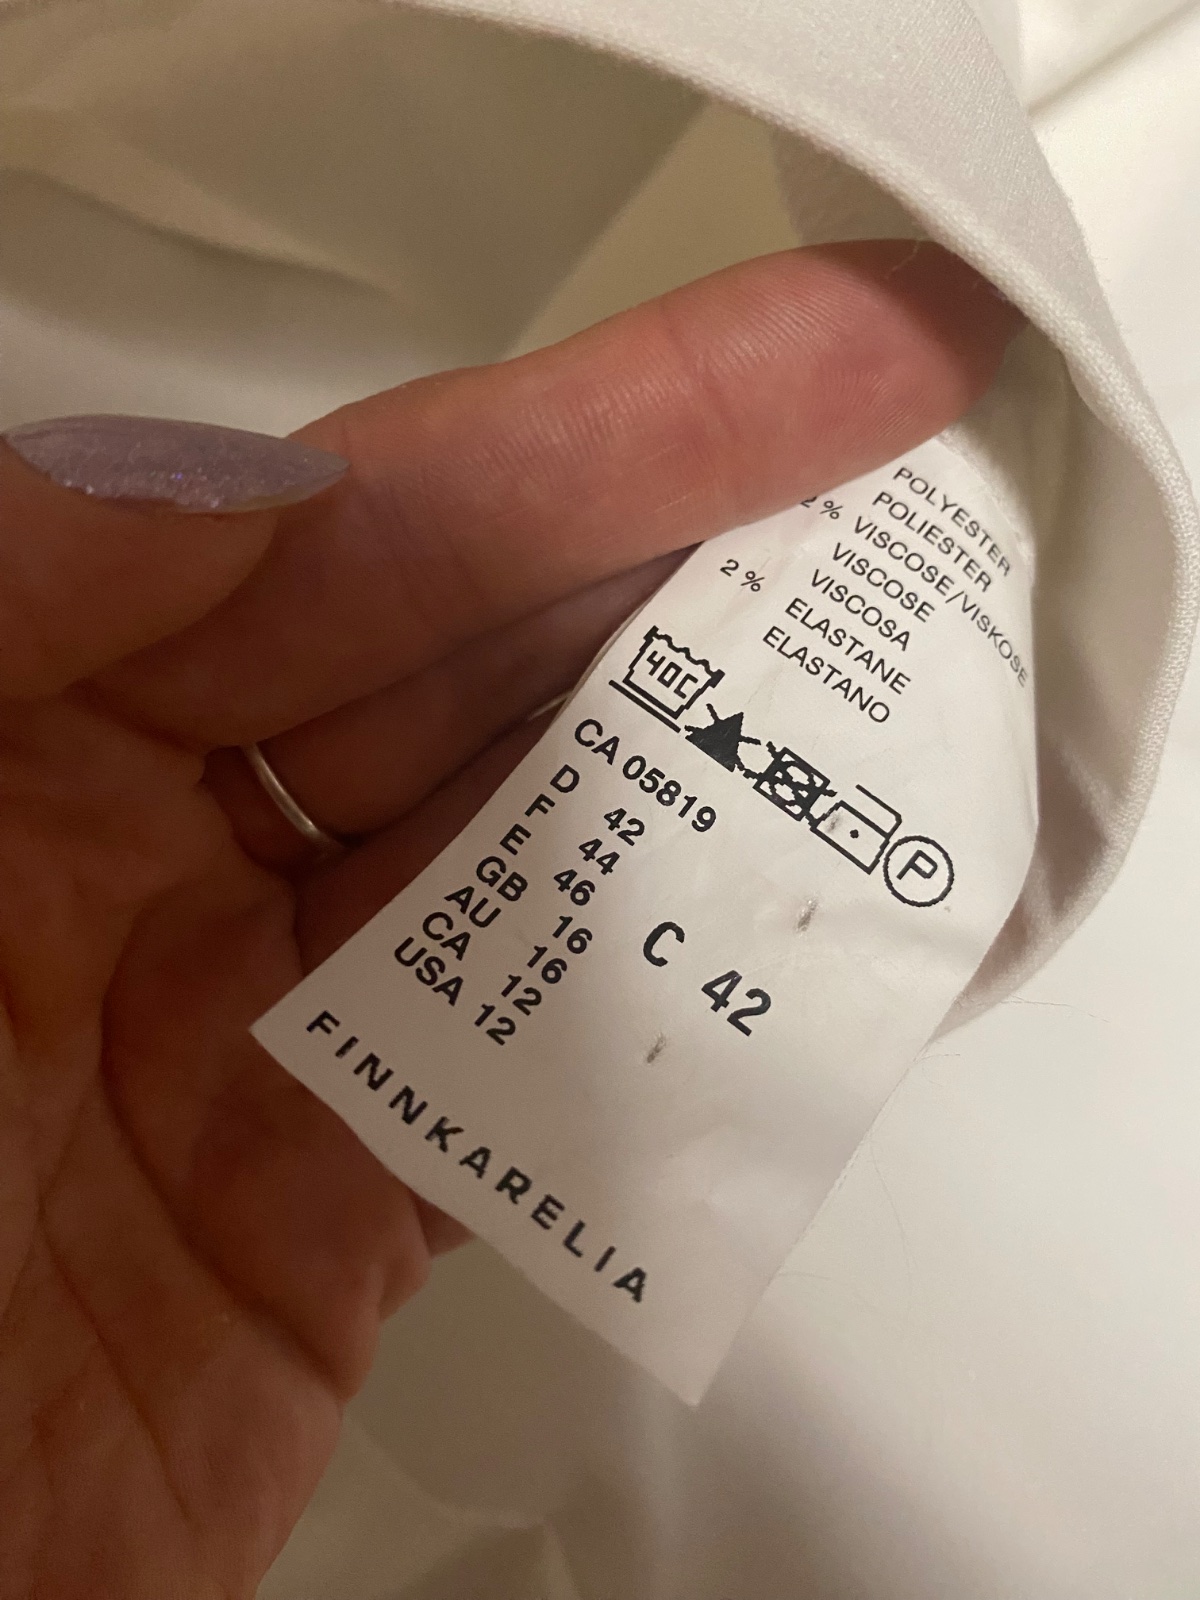 POLYESTER
POLIESTER
2 % VISCOSE/VISKOSE
VISCOSE
VISCOSA
2 % ELASTANE
ELASTANO
40C
P
CA 05819
D 42
F 44
E 46
GB 16
AU 16
CA 12
USA 12
C 42
FINNKARELIA